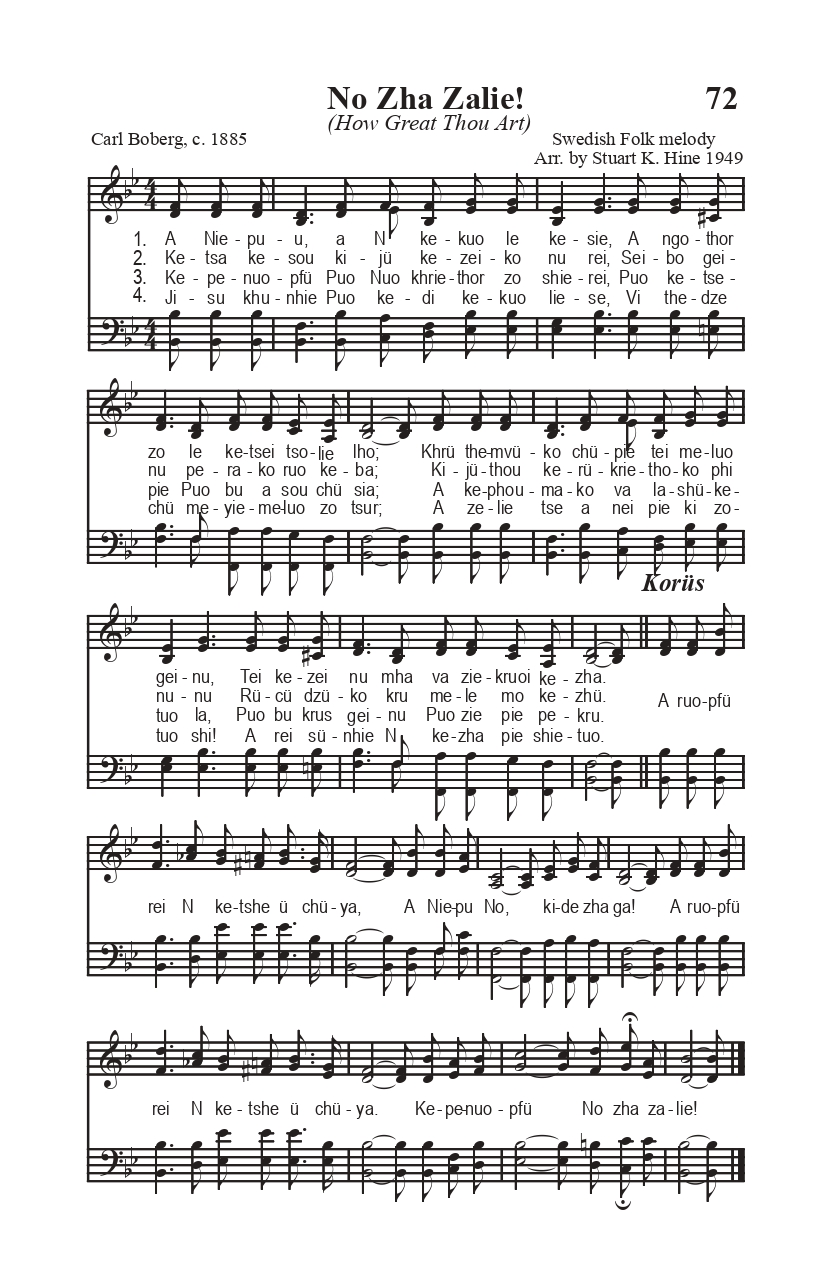 No Zha Zalie!
72
(How Great Thou Art)
Carl Boberg, c. 1885
Swedish Folk melody
Arr. by Stuart K. Hine 1949
1. A Nie - pu - u, a N ke - kuo le ke - sie, A ngo - thor
2. Ke - tsa ke - sou ki - jü ke - zei - ko nu rei, Sei - bo gei -
3. Ke - pe - nuo - pfü Puo Nuo khrie - thor zo shie - rei, Puo ke - tse -
4. Ji - su khu - nhie Puo ke - di ke - kuo lie - se, Vi the - dze
zo le ke - tsei tso - lie lho; Khrü the - mvü - ko chü - pie tei me - luo
nu pe - ra - ko ruo ke - ba; Ki - jü - thou ke - rü - krie - tho - ko phi
pie Puo bu a sou chü sia; A ke - phou - ma - ko va la - shü - ke -
chü me - yie - me - luo zo tsur; A ze - lie tse a nei pie ki zo -
Korüs
gei - nu, Tei ke - zei nu mha va zie - kruoi ke - zha.
nu - nu Rü - cü dzü - ko kru me - le mo ke - zhü.
tuo la, Puo bu krus gei - nu Puo zie pie pe - kru.
tuo shi! A rei sü - nhie N ke - zha pie shie - tuo.
A ruo - pfü
rei N ke - tshe ü chü - ya, A Nie - pu No, ki - de zha ga! A ruo - pfü
rei N ke - tshe ü chü - ya. Ke - pe - nuo - pfü No zha za - lie!